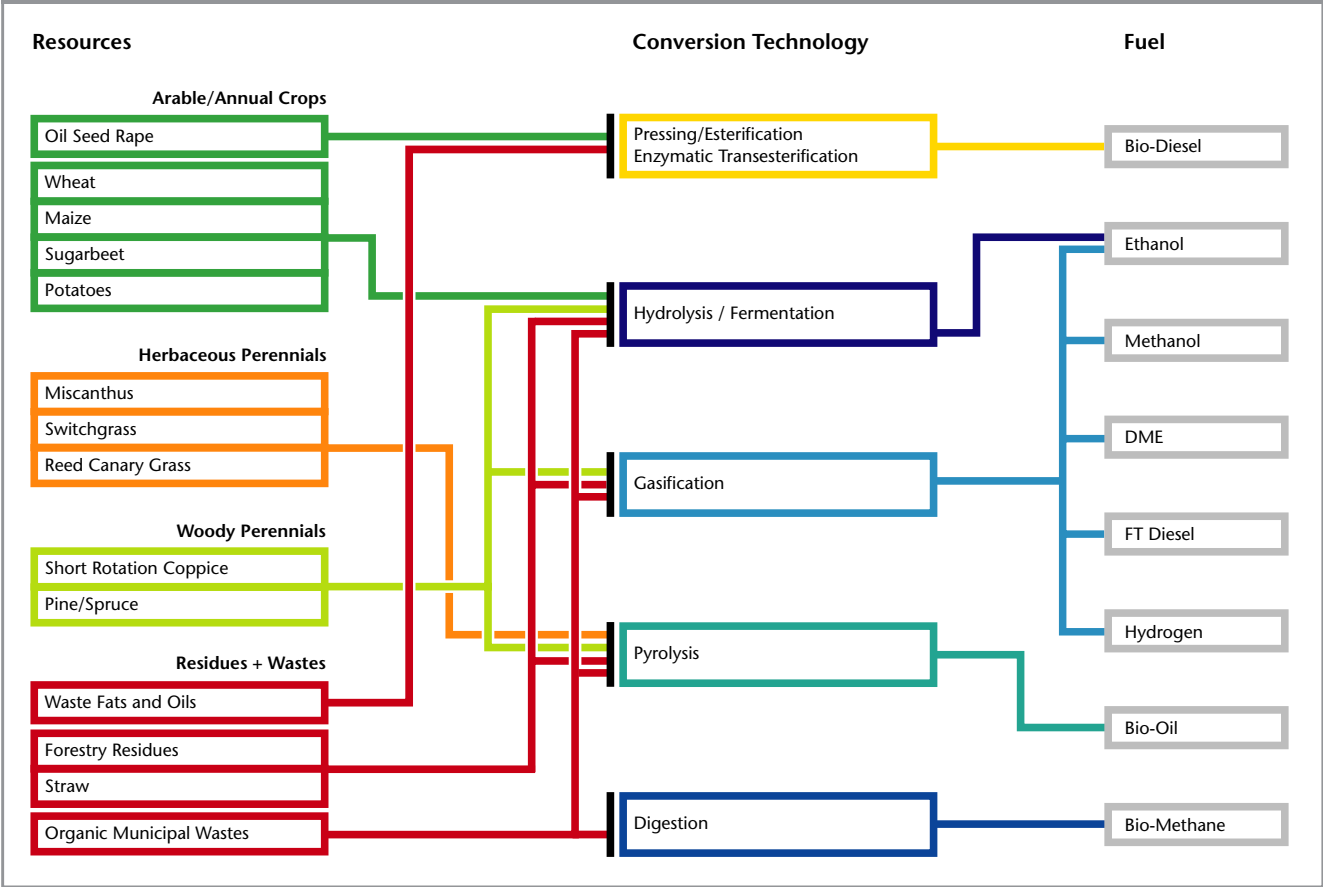 Resources
Conversion Technology
Fuel
Arable/Annual Crops
Oil Seed Rape
Wheat
Maize
Sugarbeet
Potatoes
Herbaceous Perennials
Miscanthus
Switchgrass
Reed Canary Grass
Woody Perennials
Short Rotation Coppice
Pine/Spruce
Residues + Wastes
Waste Fats and Oils
Forestry Residues
Straw
Organic Municipal Wastes
Pressing/Esterification
Enzymatic Transesterification
Hydrolysis / Fermentation
Gasification
Pyrolysis
Digestion
Bio-Diesel
Ethanol
Methanol
DME
FT Diesel
Hydrogen
Bio-Oil
Bio-Methane